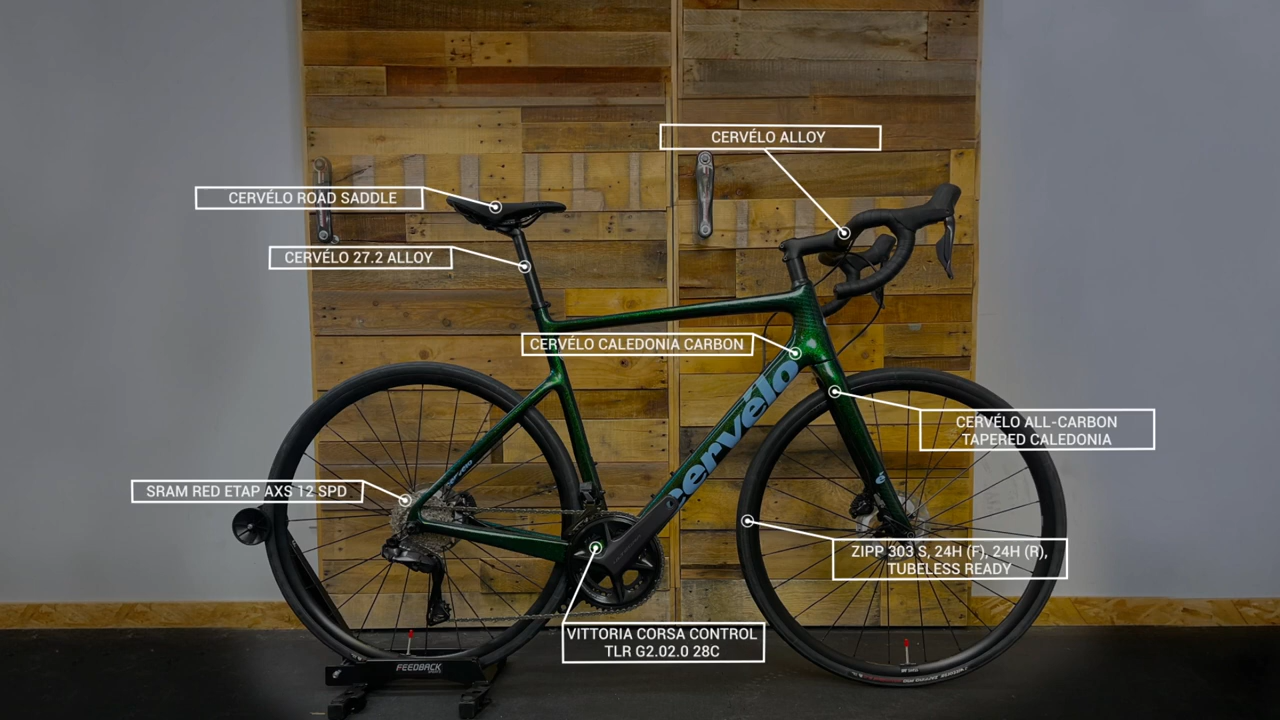 CERVÉLO ALLOY
CERVÉLO ROAD SADDLE
CERVÉLO 27.2 ALLOY
CERVÉLO CALEDONIA CARBON
cervélo
CERVÉLO ALL-CARBON
TAPERED CALEDONIA
cervélo
SRAM RED ETAP AXS 12 SPD
ZIPP 303 S, 24H (F), 24H (R),
TUBELESS READY
VITTORIA CORSA CONTROL
TLR G2.02.0 28C
FEEDBACK